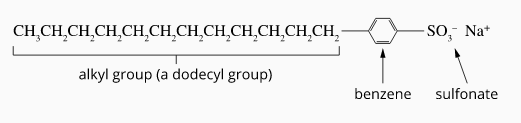 CH₃CH₂CH₂CH₂CH₂CH₂CH₂CH₂CH₂CH₂CH₂CH₂ SO₃⁻ Na⁺
alkyl group (a dodecyl group)
benzene sulfonate